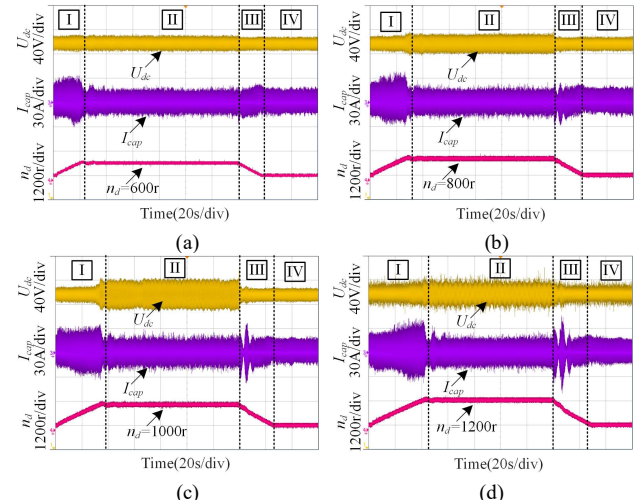 I II III IV
U_dc 40V/div
U_dc
I_cap 30A/div
I_cap
n_d 1200r/div
n_d=600r
Time(20s/div)
(a)
I II III IV
U_dc 40V/div
U_dc
I_cap 30A/div
I_cap
n_d 1200r/div
n_d=800r
Time(20s/div)
(b)
I II III IV
U_dc 40V/div
U_dc
I_cap 30A/div
I_cap
n_d 1200r/div
n_d=1000r
Time(20s/div)
(c)
I II III IV
U_dc 40V/div
U_dc
I_cap 30A/div
I_cap
n_d 1200r/div
n_d=1200r
Time(20s/div)
(d)